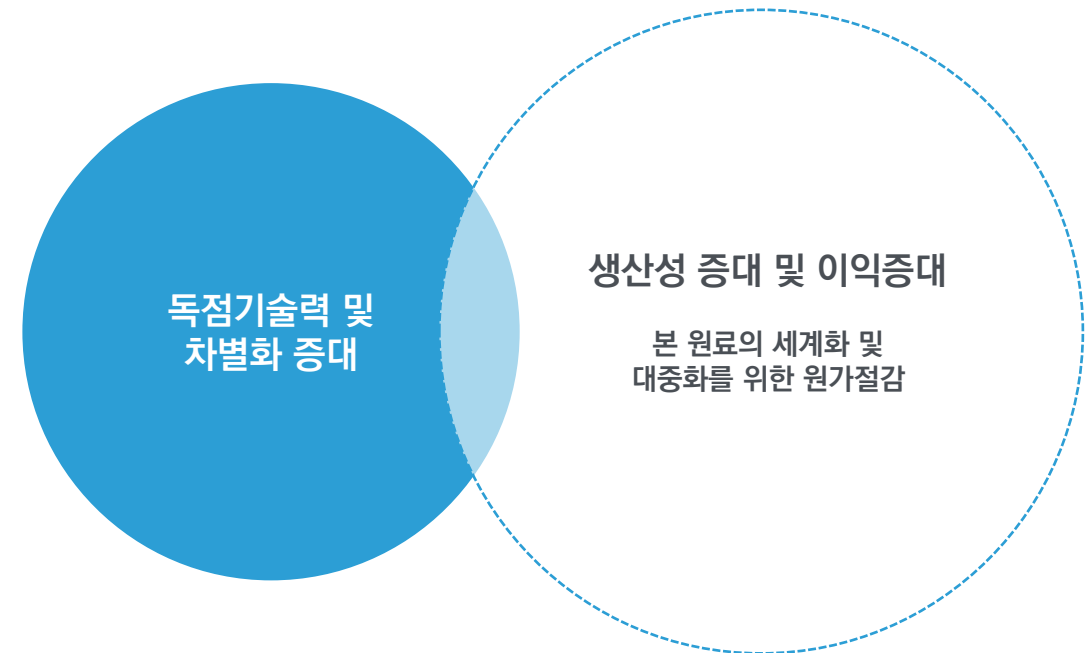 독점기술력 및
차별화 증대
생산성 증대 및 이익증대
본 원료의 세계화 및
대중화를 위한 원가절감